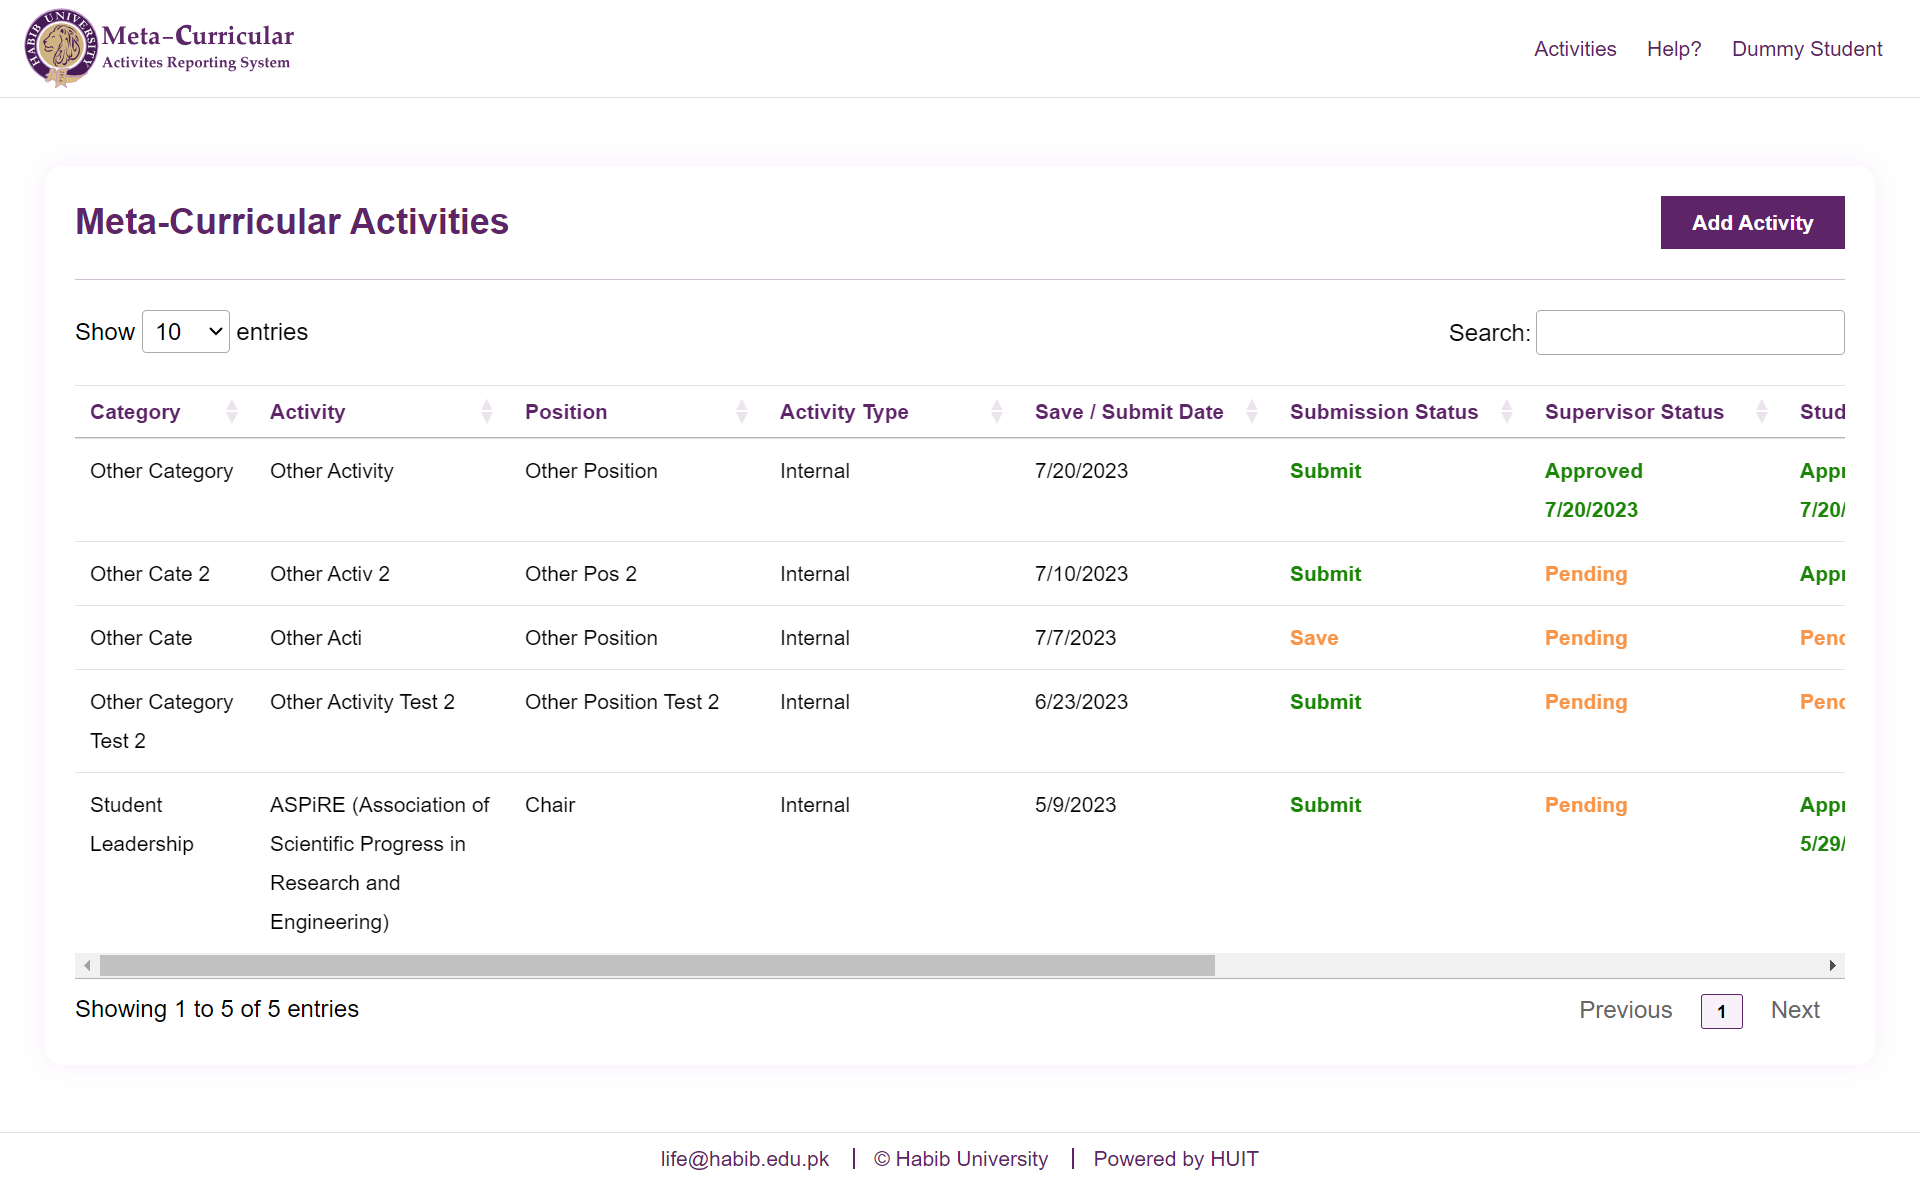 HABIB UNIVERSITY
Meta-Curricular
Activites Reporting System
Activities Help? Dummy Student
Meta-Curricular Activities
Add Activity
Show 10 entries
Search:
Category Activity Position Activity Type Save / Submit Date Submission Status Supervisor Status Stud
Other Category Other Activity Other Position Internal 7/20/2023 Submit Approved Appr
7/20/2023 7/20/
Other Cate 2 Other Activ 2 Other Pos 2 Internal 7/10/2023 Submit Pending Appr
Other Cate Other Acti Other Position Internal 7/7/2023 Save Pending Pend
Other Category Other Activity Test 2 Other Position Test 2 Internal 6/23/2023 Submit Pending Pend
Test 2
Student ASPiRE (Association of Chair Internal 5/9/2023 Submit Pending Appr
Leadership Scientific Progress in 5/29/
Research and
Engineering)
Showing 1 to 5 of 5 entries
Previous 1 Next
life@habib.edu.pk | © Habib University | Powered by HUIT